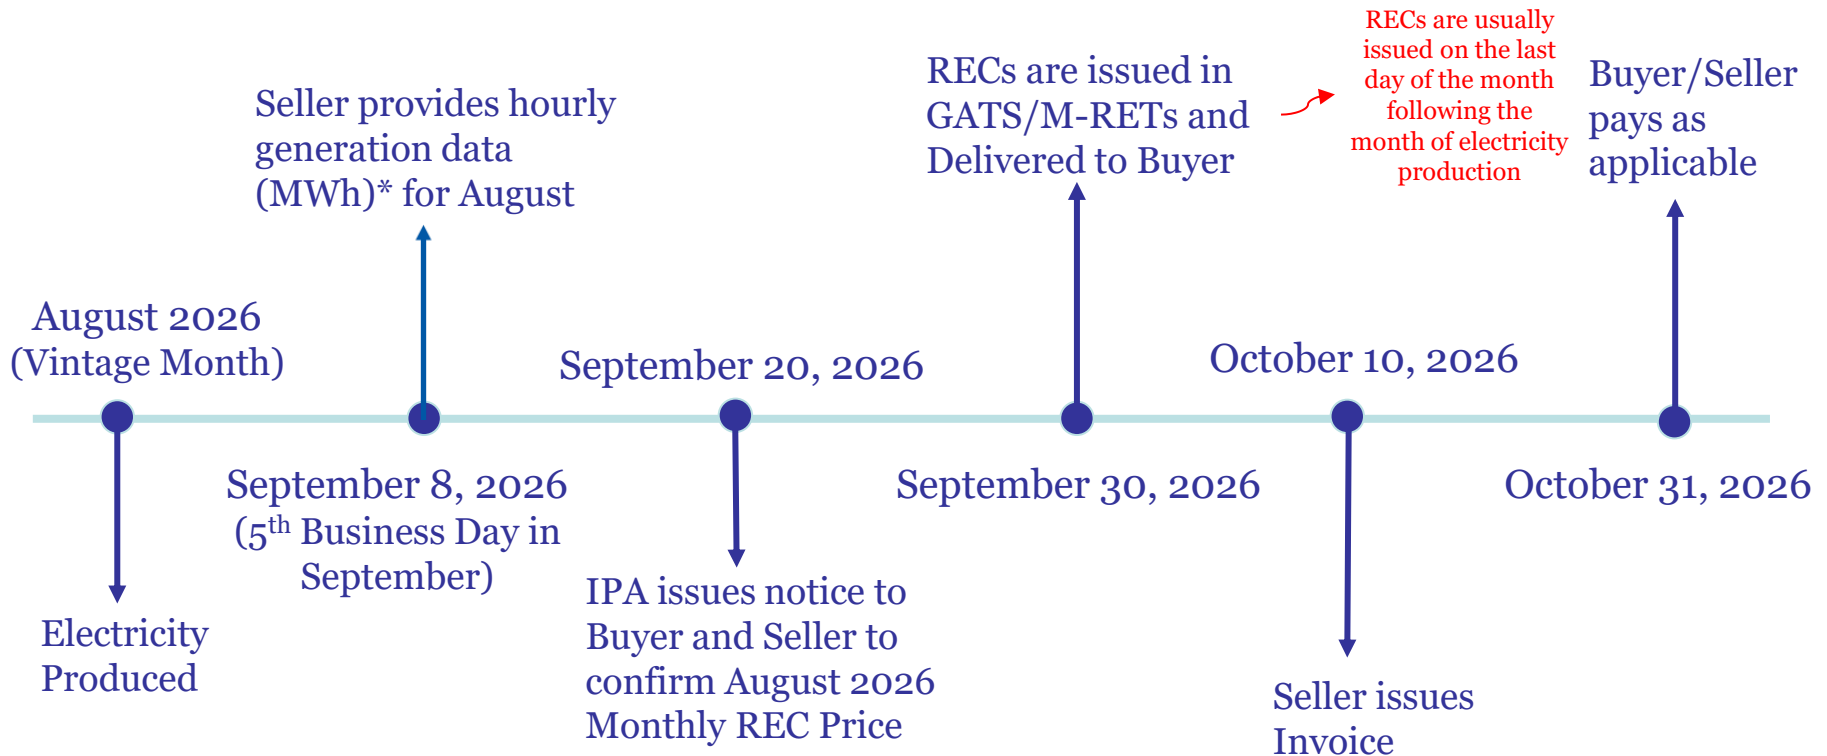 August 2026
(Vintage Month)
Electricity
Produced
Seller provides hourly
generation data
(MWh)* for August
September 8, 2026
(5th Business Day in
September)
September 20, 2026
IPA issues notice to
Buyer and Seller to
confirm August 2026
Monthly REC Price
RECs are issued in
GATS/M-RETs and
Delivered to Buyer
RECs are usually
issued on the last
day of the month
following the
month of electricity
production
September 30, 2026
October 10, 2026
Seller issues
Invoice
Buyer/Seller
pays as
applicable
October 31, 2026